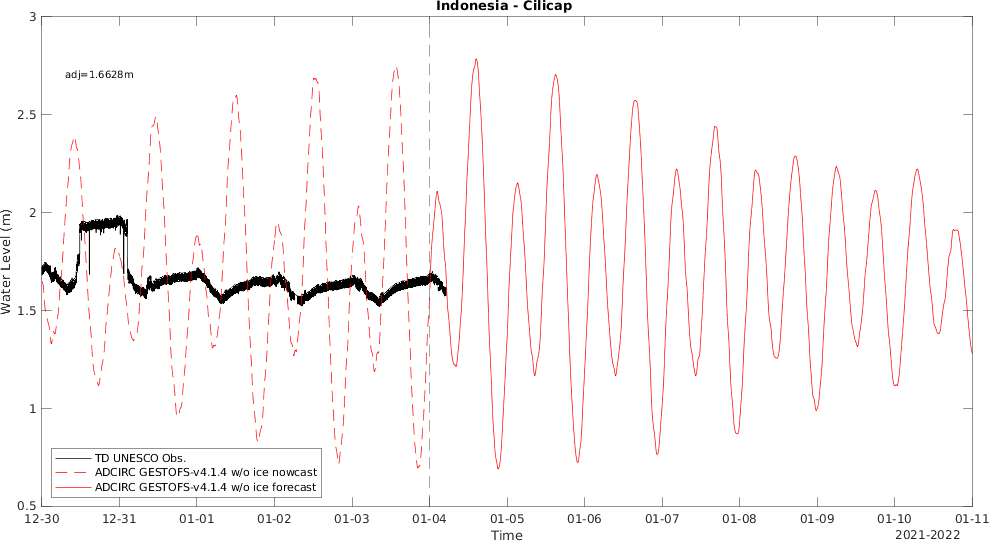 Indonesia - Cilicap
3
2.5
2
1.5
1
0.5
Water Level (m)
adj=1.6628m
TD UNESCO Obs.
ADCIRC GESTOFS-v4.1.4 w/o ice nowcast
ADCIRC GESTOFS-v4.1.4 w/o ice forecast
12-30 12-31 01-01 01-02 01-03 01-04 01-05 01-06 01-07 01-08 01-09 01-10 01-11
Time
2021-2022